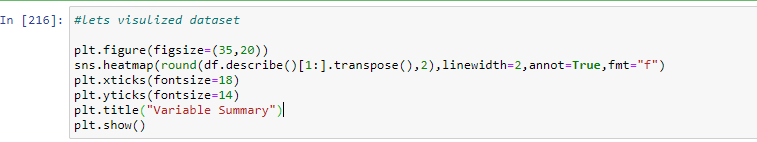 In [216]: #lets visulized dataset
plt.figure(figsize=(35,20))
sns.heatmap(round(df.describe()[1:].transpose(),2),linewidth=2,annot=True,fmt="f")
plt.xticks(fontsize=18)
plt.yticks(fontsize=14)
plt.title("Variable Summary")
plt.show()